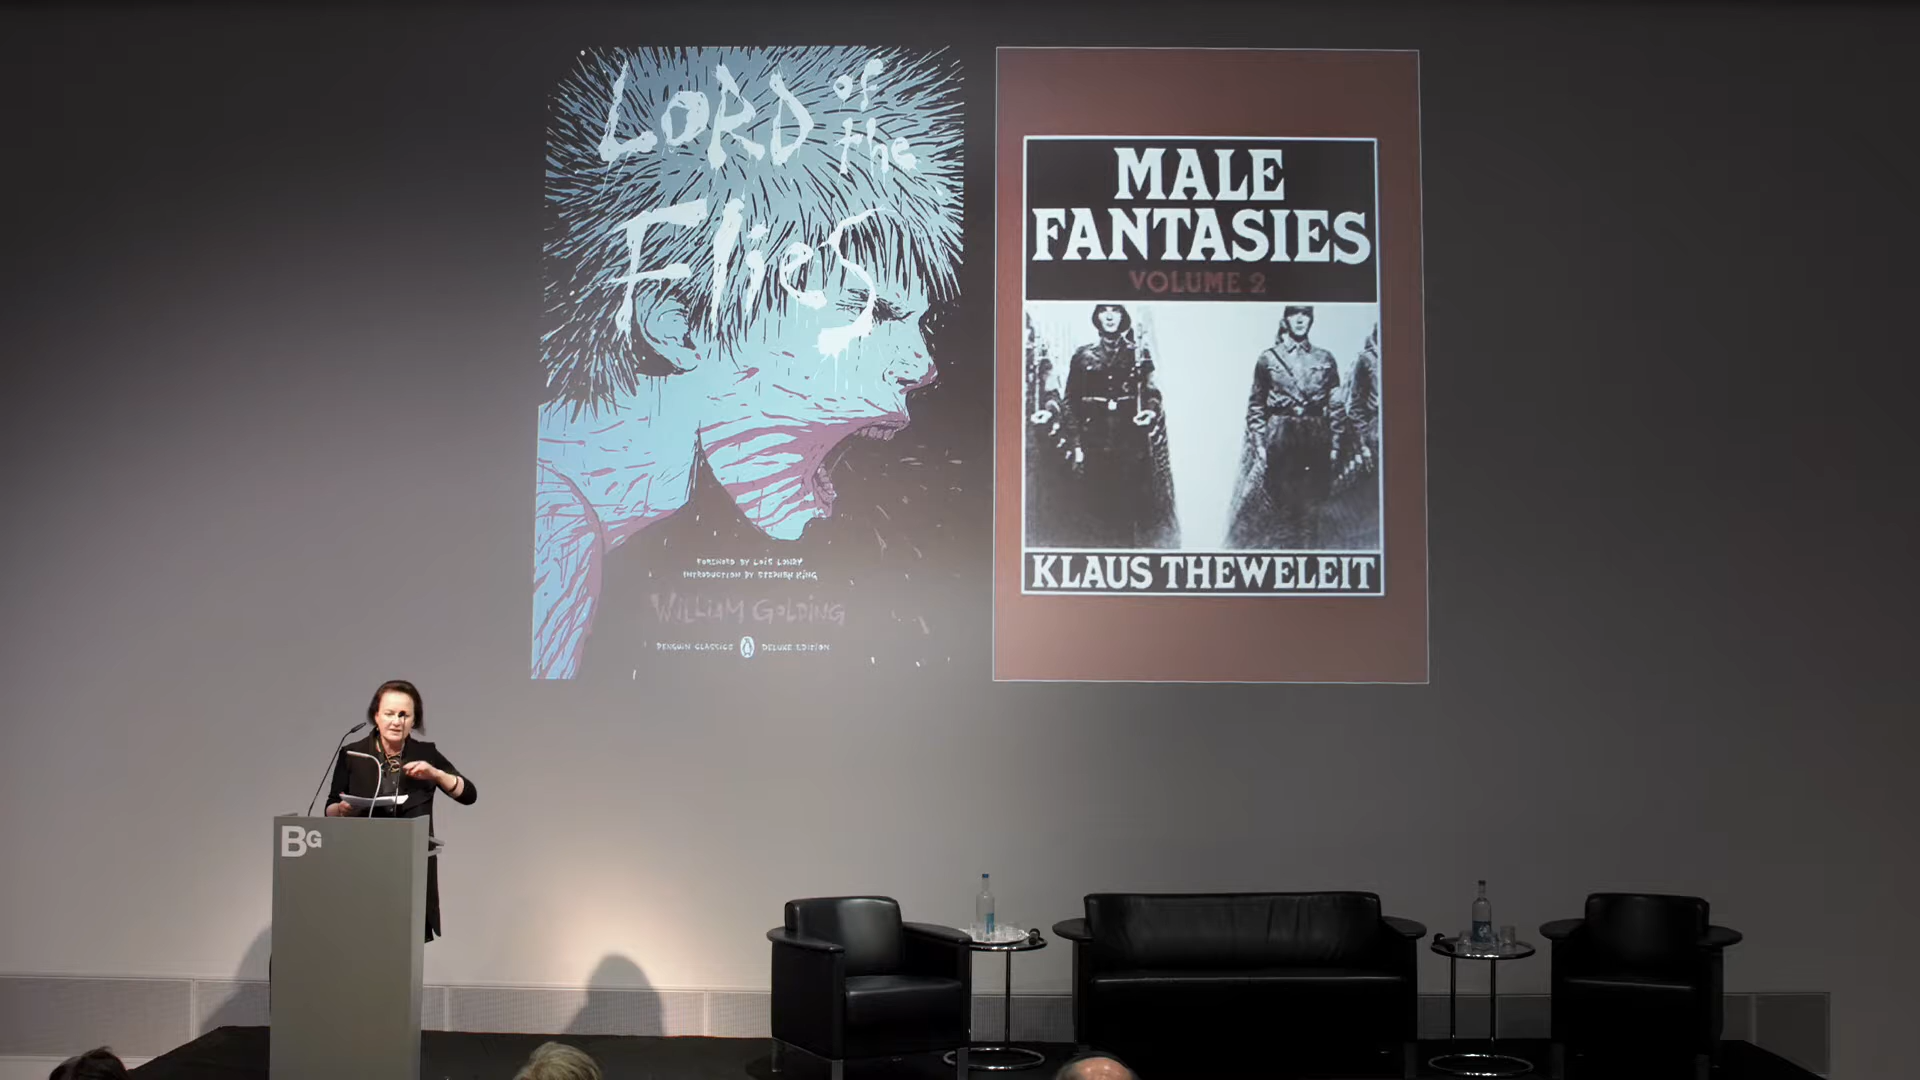 LORD of
the
Flies
FOREWORD BY LOIS LOWRY
INTRODUCTION BY STEPHEN KING
WILLIAM GOLDING
PENGUIN CLASSICS DELUXE EDITION
MALE
FANTASIES
VOLUME 2
KLAUS THEWELEIT
BG